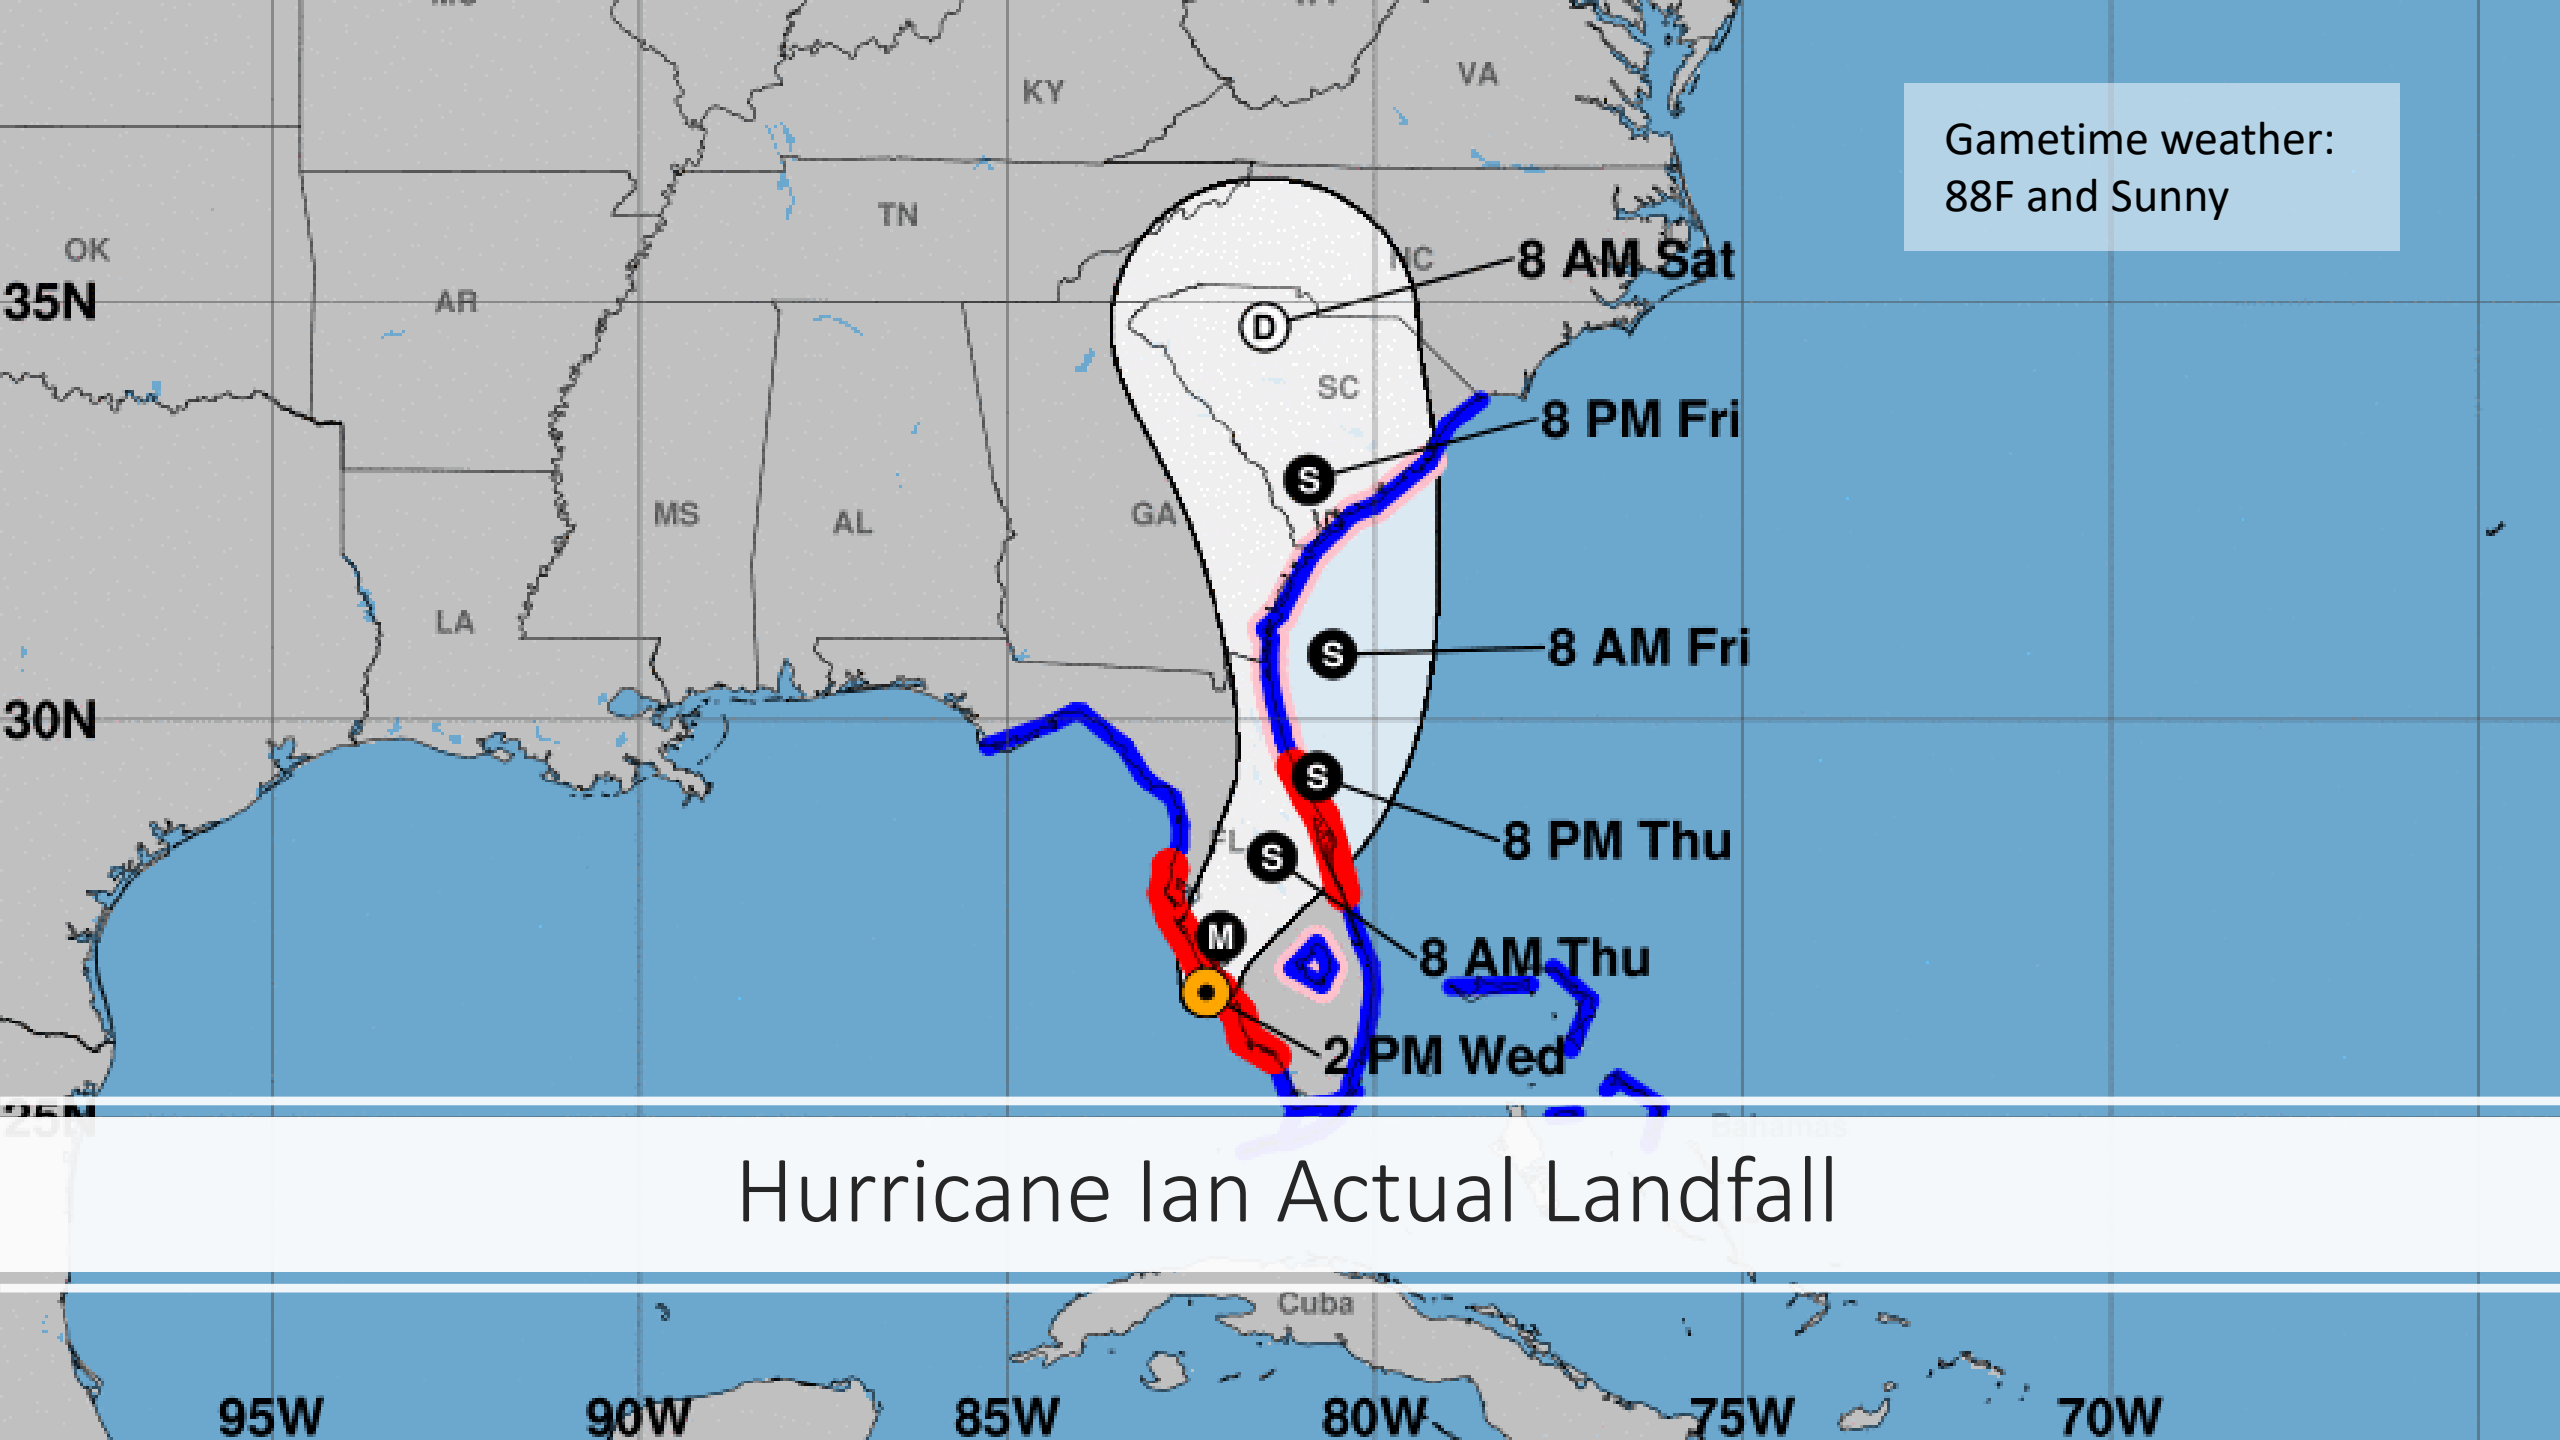 KY
VA
Gametime weather:
88F and Sunny
TN
OK
NC
8 AM Sat
35N
AR
D
SC
8 PM Fri
S
MS
AL
GA
LA
S
8 AM Fri
30N
S
8 PM Thu
FL
S
M
8 AM Thu
2 PM Wed
25N
Bahamas
Hurricane Ian Actual Landfall
Cuba
95W
90W
85W
80W
75W
70W